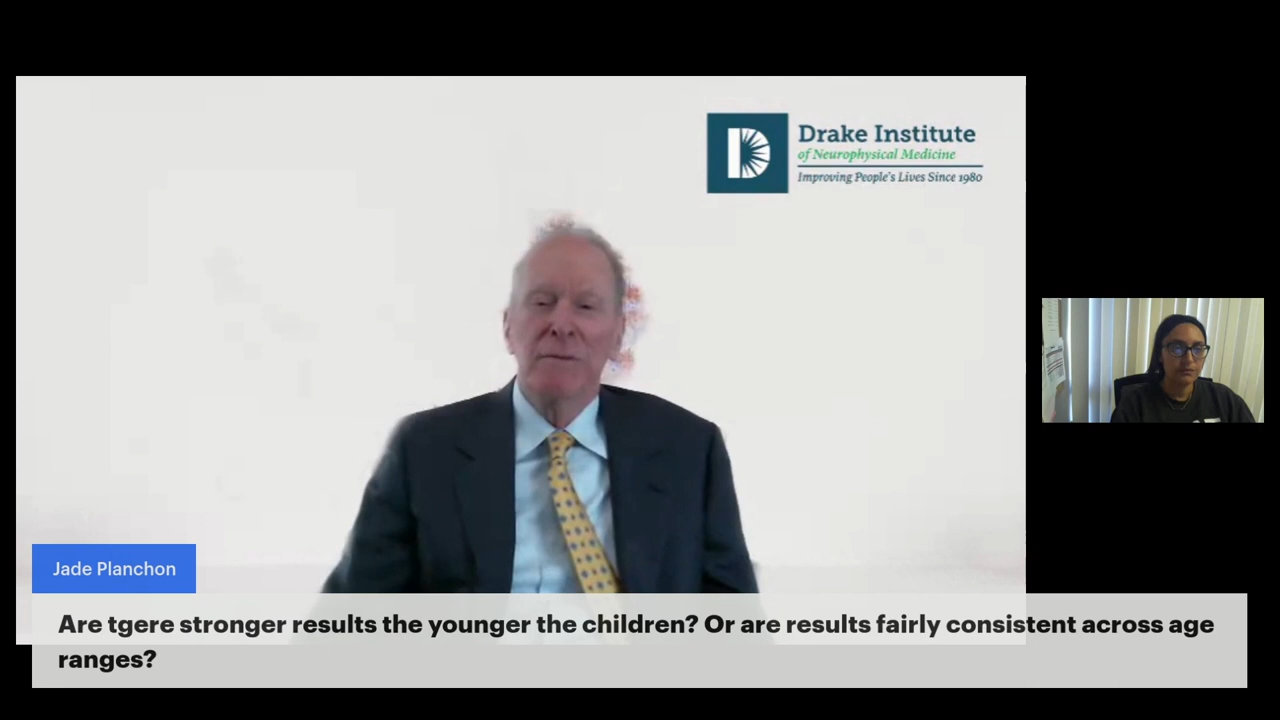 Drake Institute
of Neurophysical Medicine
Improving People's Lives Since 1980
Jade Planchon
Are tgere stronger results the younger the children? Or are results fairly consistent across age
ranges?